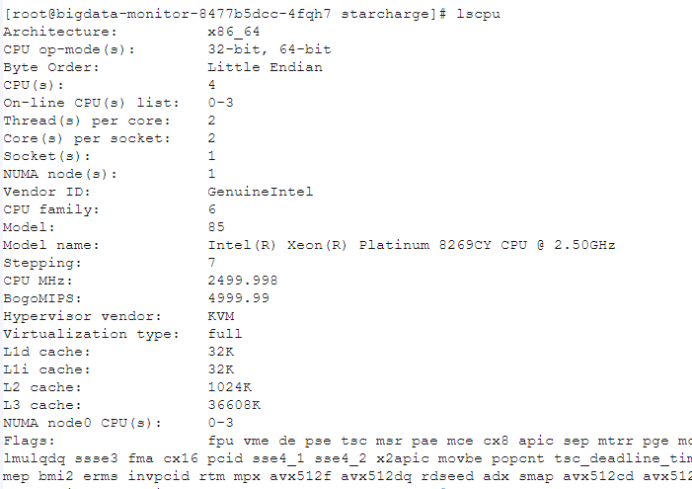 [root@bigdata-monitor-8477b5dcc-4fqh7 starcharge]# lscpu
Architecture: x86_64
CPU op-mode(s): 32-bit, 64-bit
Byte Order: Little Endian
CPU(s): 4
On-line CPU(s) list: 0-3
Thread(s) per core: 2
Core(s) per socket: 2
Socket(s): 1
NUMA node(s): 1
Vendor ID: GenuineIntel
CPU family: 6
Model: 85
Model name: Intel(R) Xeon(R) Platinum 8269CY CPU @ 2.50GHz
Stepping: 7
CPU MHz: 2499.998
BogoMIPS: 4999.99
Hypervisor vendor: KVM
Virtualization type: full
L1d cache: 32K
L1i cache: 32K
L2 cache: 1024K
L3 cache: 36608K
NUMA node0 CPU(s): 0-3
Flags: fpu vme de pse tsc msr pae mce cx8 apic sep mtrr pge
lmulqdq ssse3 fma cx16 pcid sse4_1 sse4_2 x2apic movbe popcnt
mep bmi2 erms invpcid rtm mpx avx512f avx512dq rdseed adx smap avx512cd